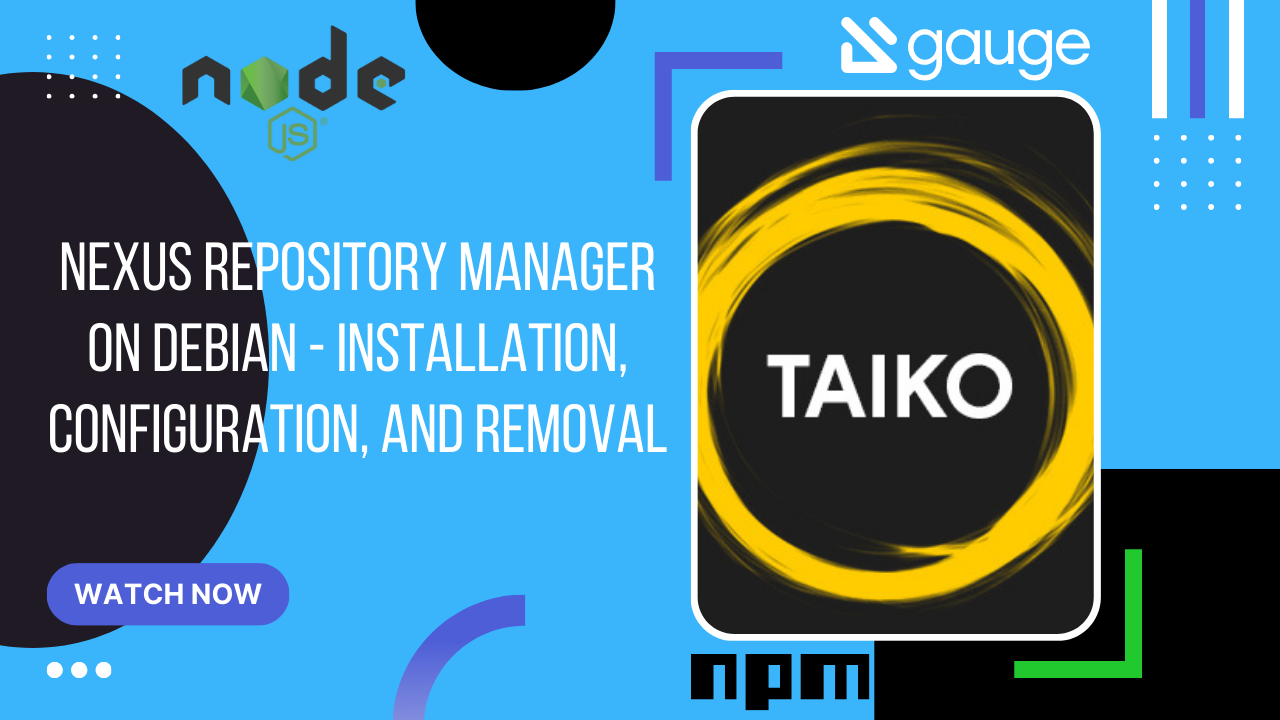 node
JS
gauge
NEXUS REPOSITORY MANAGER
ON DEBIAN - INSTALLATION,
CONFIGURATION, AND REMOVAL
TAIKO
WATCH NOW
npm